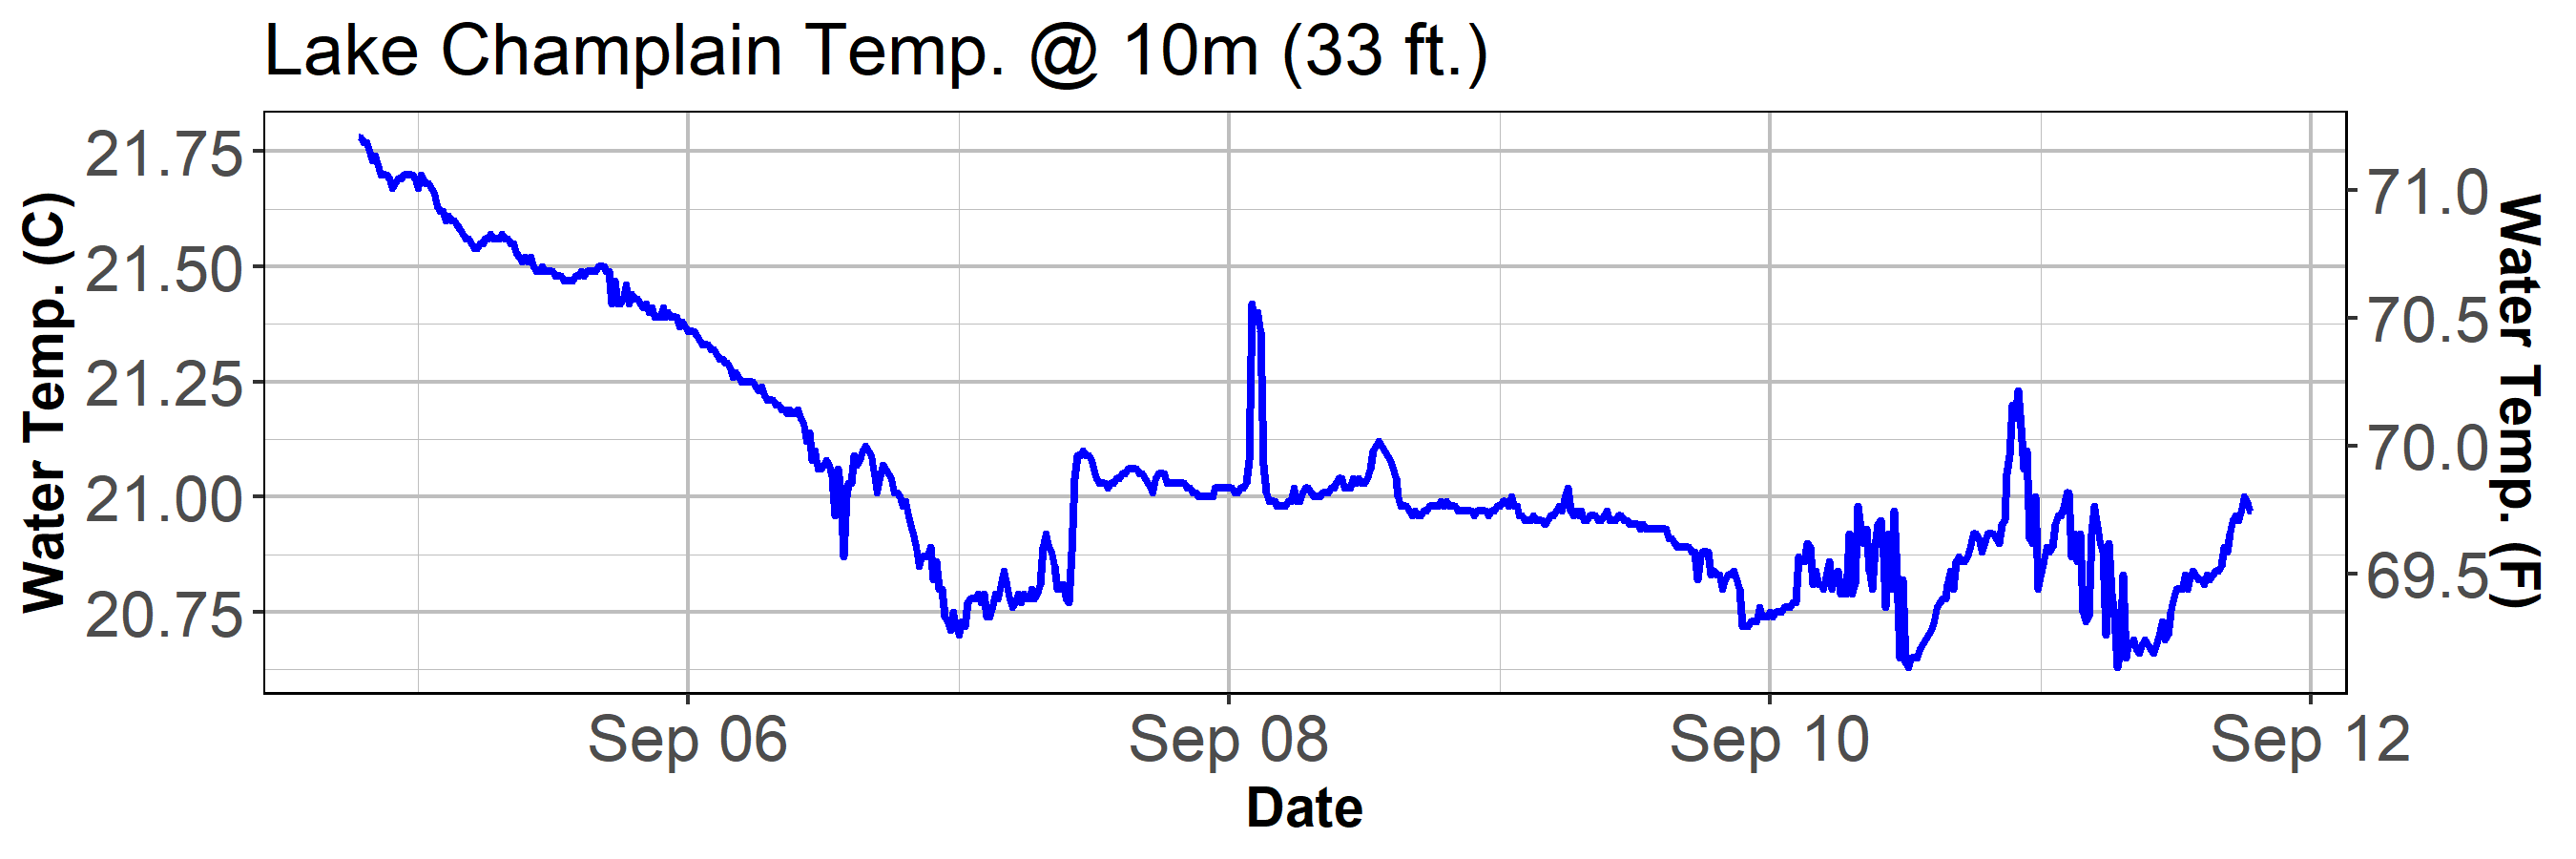 Lake Champlain Temp. @ 10m (33 ft.)
Water Temp. (C)
21.75
21.50
21.25
21.00
20.75
71.0
70.5
70.0
69.5
Water Temp. (F)
Sep 06 Sep 08 Sep 10 Sep 12
Date